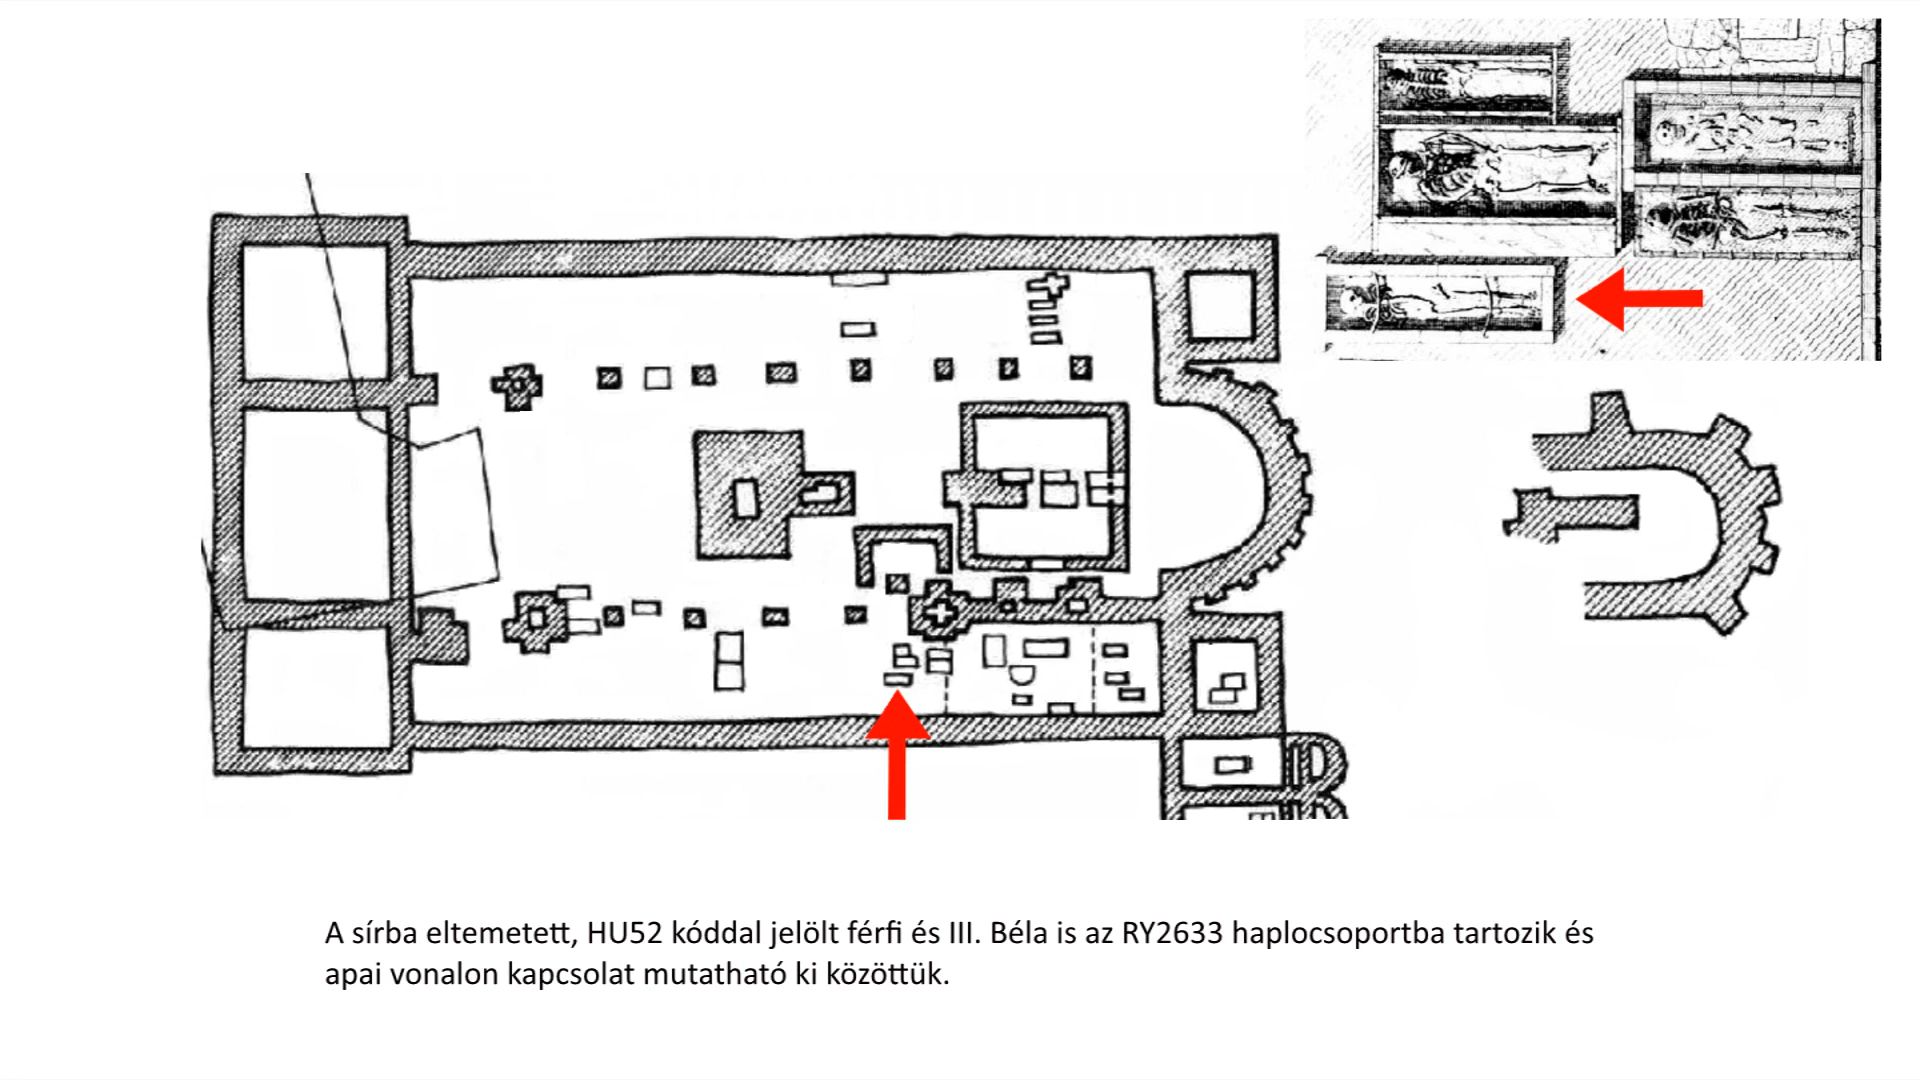 A sírba eltemetett, HU52 kóddal jelölt férfi és III. Béla is az RY2633 haplocsoportba tartozik és
apai vonalon kapcsolat mutatható ki közöttük.